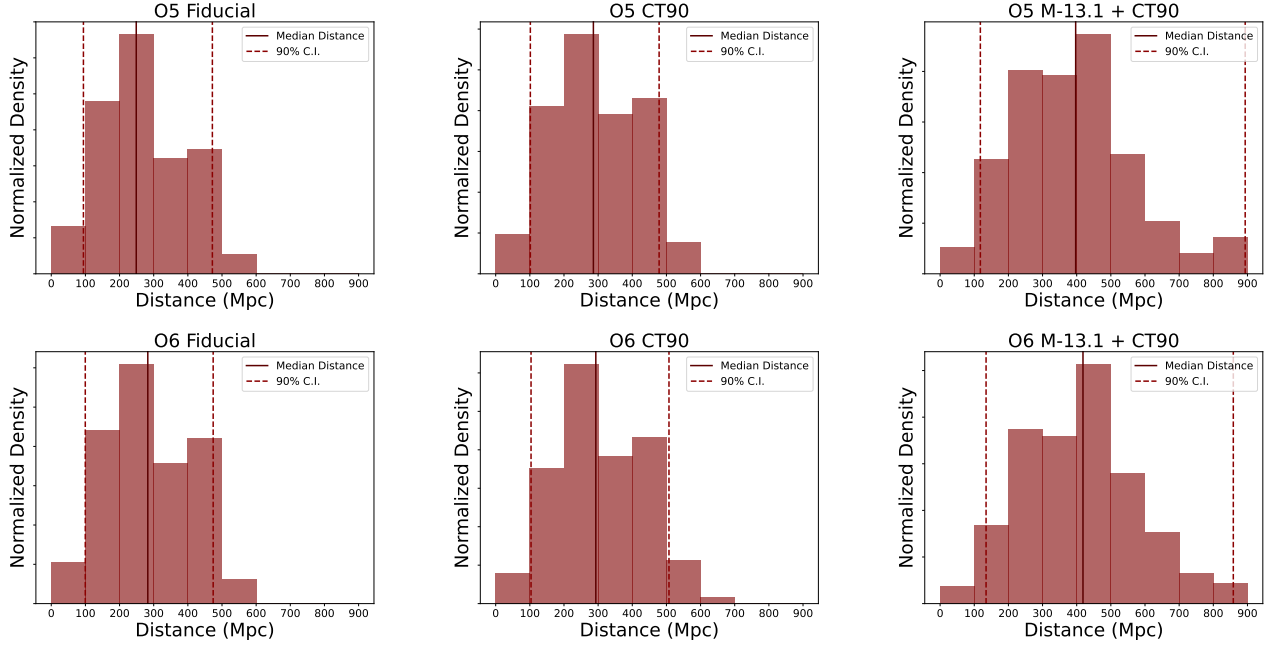 O5 Fiducial
Normalized Density
Median Distance
90% C.I.
0 100 200 300 400 500 600 700 800 900
Distance (Mpc)
O5 CT90
Normalized Density
Median Distance
90% C.I.
0 100 200 300 400 500 600 700 800 900
Distance (Mpc)
O5 M-13.1 + CT90
Normalized Density
Median Distance
90% C.I.
0 100 200 300 400 500 600 700 800 900
Distance (Mpc)
O6 Fiducial
Normalized Density
Median Distance
90% C.I.
0 100 200 300 400 500 600 700 800 900
Distance (Mpc)
O6 CT90
Normalized Density
Median Distance
90% C.I.
0 100 200 300 400 500 600 700 800 900
Distance (Mpc)
O6 M-13.1 + CT90
Normalized Density
Median Distance
90% C.I.
0 100 200 300 400 500 600 700 800 900
Distance (Mpc)